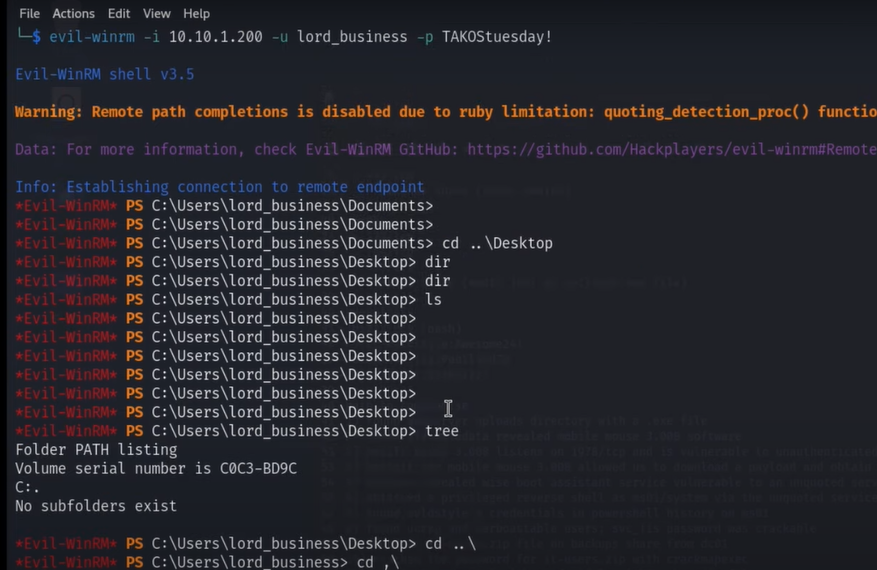 File Actions Edit View Help
└─$ evil-winrm -i 10.10.1.200 -u lord_business -p TAKOStuesday!
Evil-WinRM shell v3.5
Warning: Remote path completions is disabled due to ruby limitation: quoting_detection_proc() functio
Data: For more information, check Evil-WinRM GitHub: https://github.com/Hackplayers/evil-winrm#Remote
Info: Establishing connection to remote endpoint
*Evil-WinRM* PS C:\Users\lord_business\Documents>
*Evil-WinRM* PS C:\Users\lord_business\Documents>
*Evil-WinRM* PS C:\Users\lord_business\Documents> cd ..\Desktop
*Evil-WinRM* PS C:\Users\lord_business\Desktop> dir
*Evil-WinRM* PS C:\Users\lord_business\Desktop> dir
*Evil-WinRM* PS C:\Users\lord_business\Desktop> ls
*Evil-WinRM* PS C:\Users\lord_business\Desktop>
*Evil-WinRM* PS C:\Users\lord_business\Desktop>
*Evil-WinRM* PS C:\Users\lord_business\Desktop>
*Evil-WinRM* PS C:\Users\lord_business\Desktop>
*Evil-WinRM* PS C:\Users\lord_business\Desktop>
*Evil-WinRM* PS C:\Users\lord_business\Desktop>
*Evil-WinRM* PS C:\Users\lord_business\Desktop> tree
Folder PATH listing
Volume serial number is C0C3-BD9C
C:.
No subfolders exist
*Evil-WinRM* PS C:\Users\lord_business\Desktop> cd ..\
*Evil-WinRM* PS C:\Users\lord_business> cd ,\